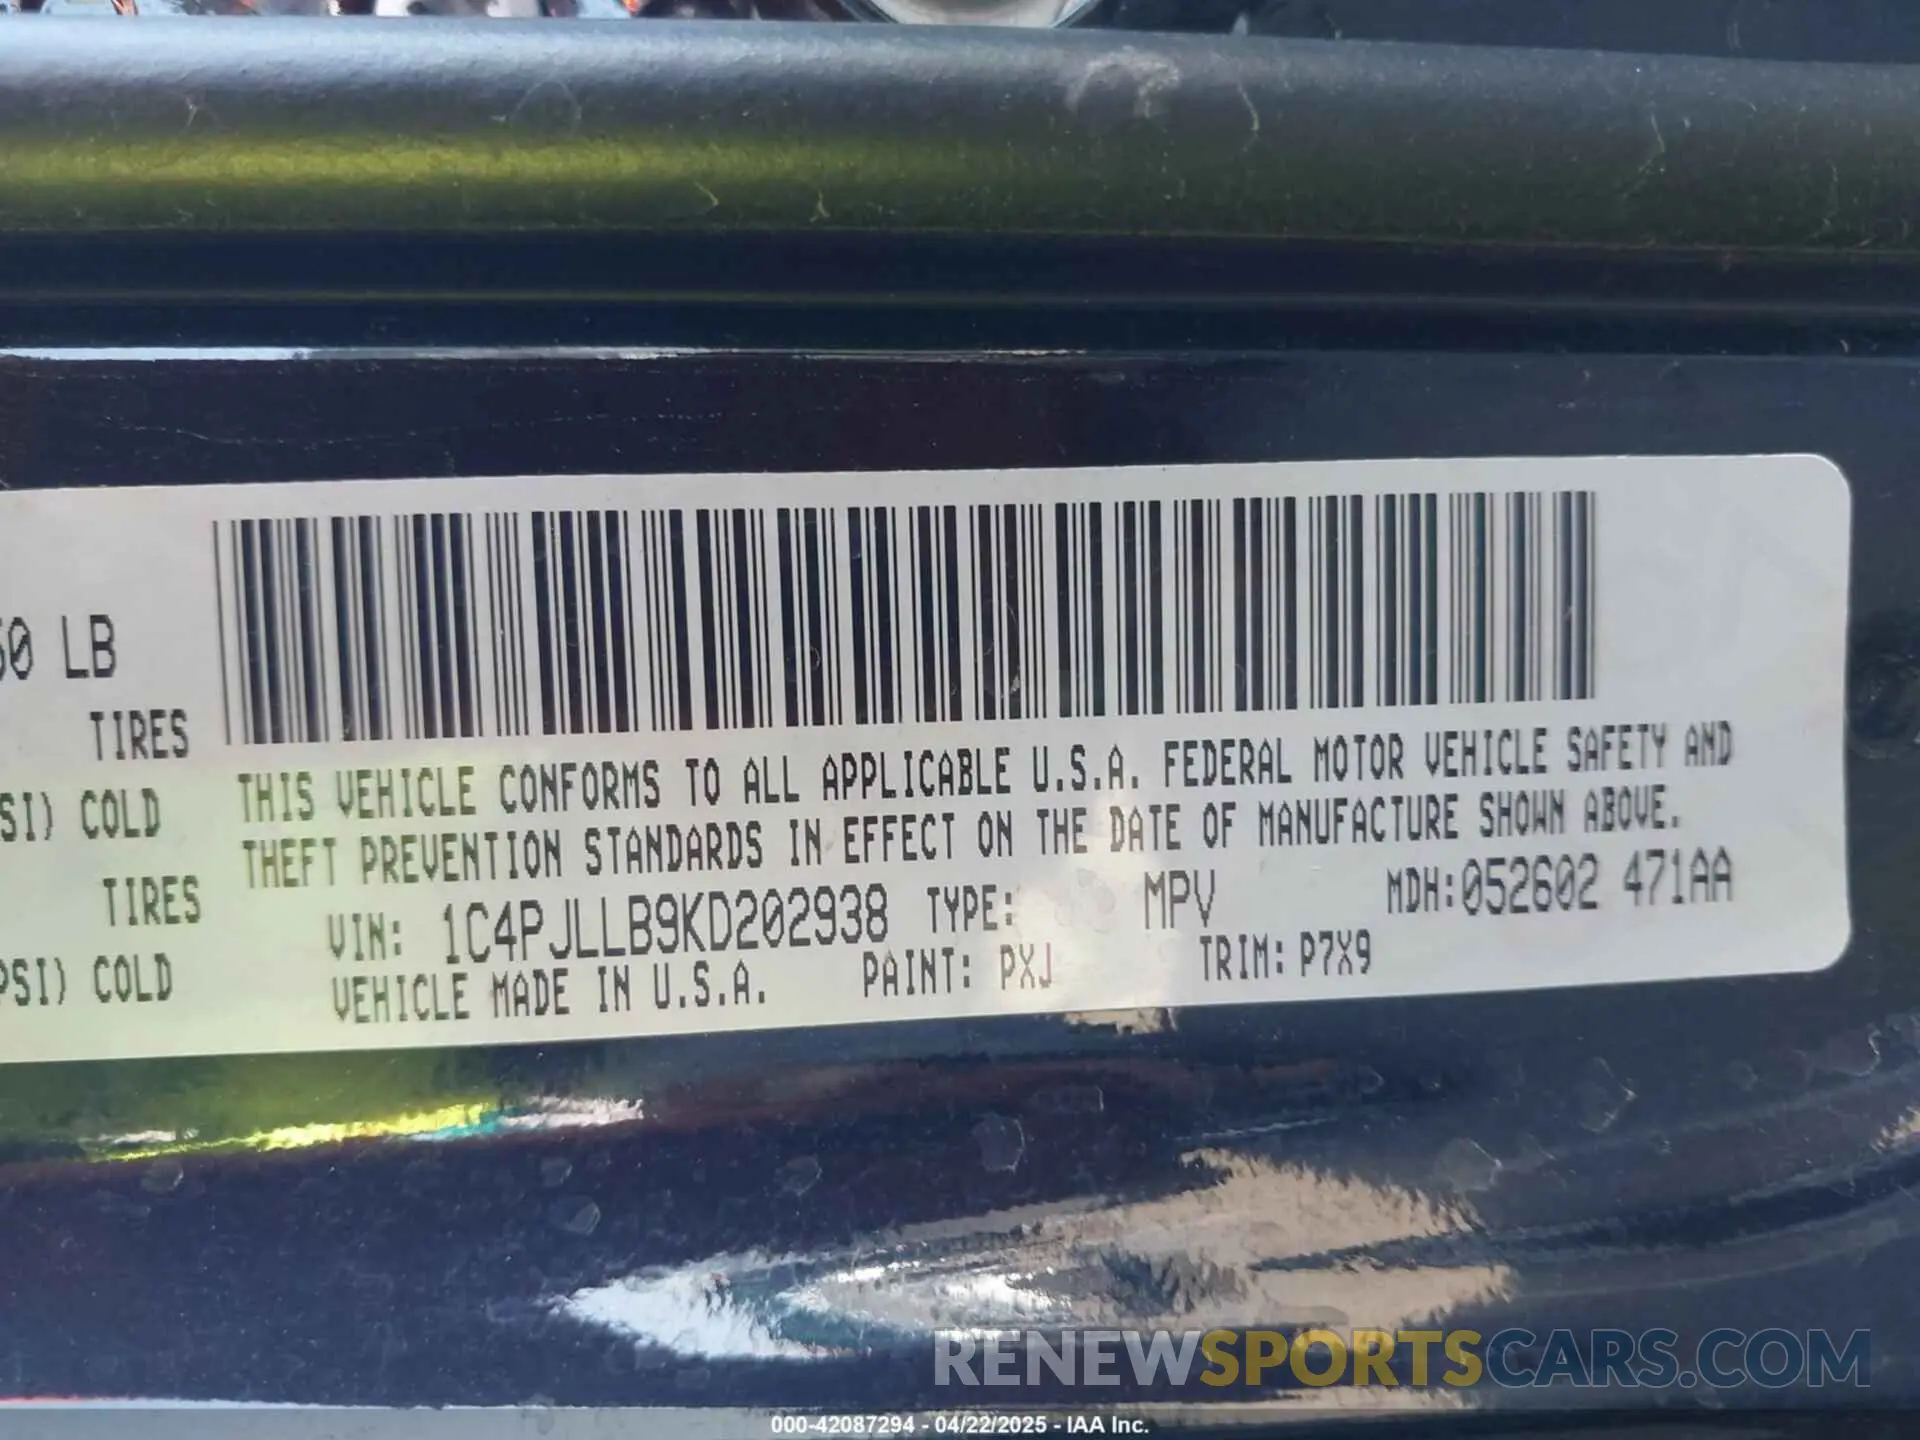 LB
TIRES
SI) COLD
TIRES
PSI) COLD
THIS VEHICLE CONFORMS TO ALL APPLICABLE U.S.A. FEDERAL MOTOR VEHICLE SAFETY AND
THEFT PREVENTION STANDARDS IN EFFECT ON THE DATE OF MANUFACTURE SHOWN ABOVE.
VIN: 1C4PJLLB9KD202938 TYPE: MPV MDH:052602 471AA
VEHICLE MADE IN U.S.A. PAINT: PXJ TRIM: P7X9
RENEWSPORTSCARS.COM
000-42087294 - 04/22/2025 - IAA Inc.